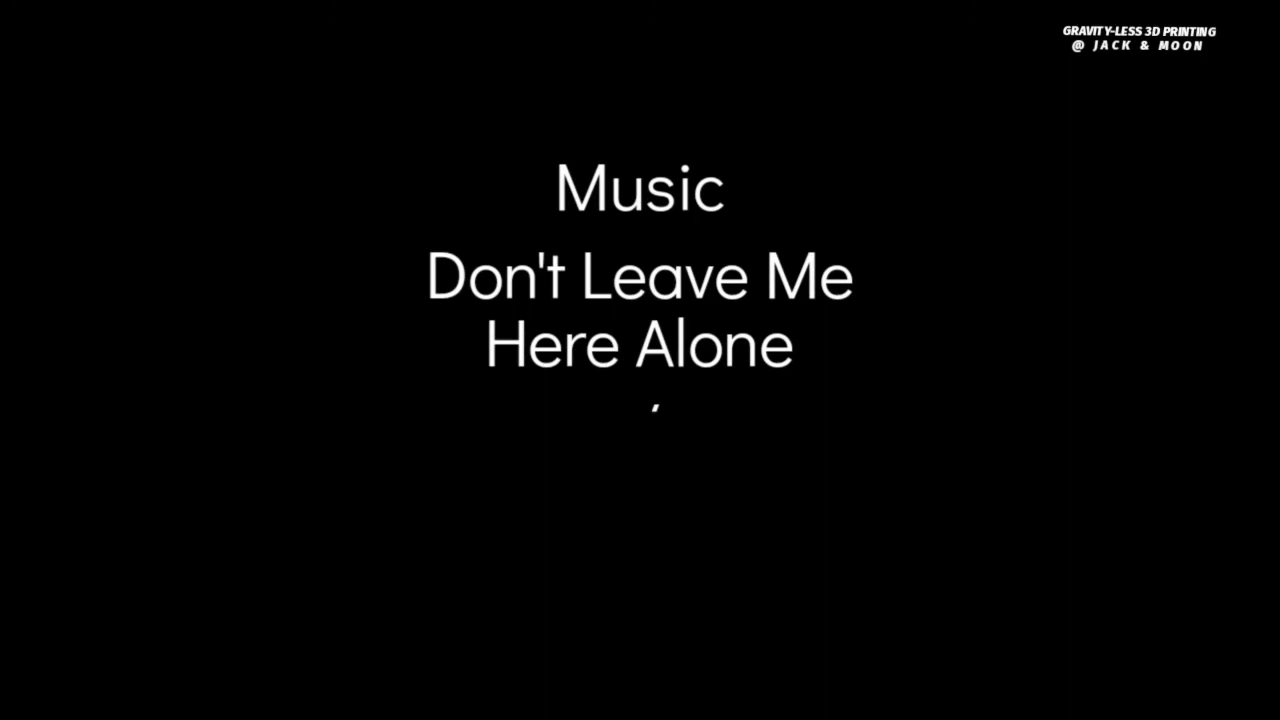 GRAVITY-LESS 3D PRINTING
@ JACK & MOON
Music
Don't Leave Me
Here Alone